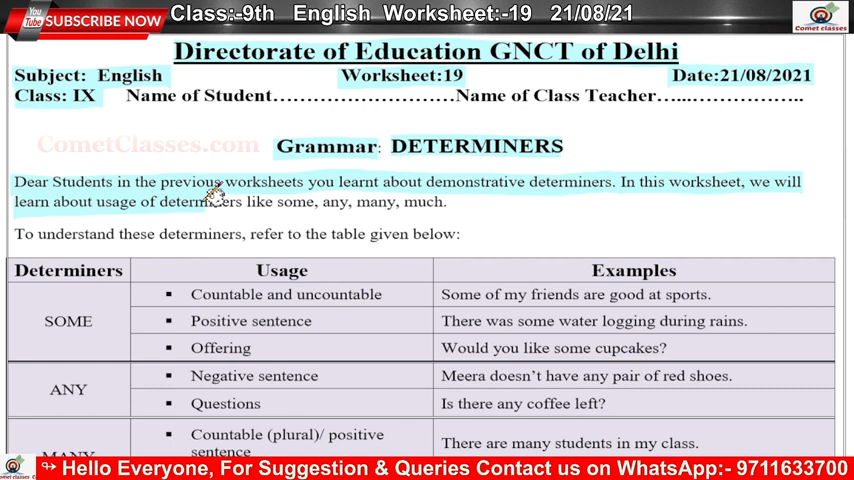 You Tube SUBSCRIBE NOW
Class:-9th English Worksheet:-19 21/08/21
Comet classes
Directorate of Education GNCT of Delhi
Subject: English Worksheet:19 Date:21/08/2021
Class: IX Name of Student………………………Name of Class Teacher…...……………..
CometClasses.com
Grammar: DETERMINERS
Dear Students in the previous worksheets you learnt about demonstrative determiners. In this worksheet, we will
learn about usage of determiners like some, any, many, much.
To understand these determiners, refer to the table given below:
Determiners Usage Examples
SOME
▪ Countable and uncountable Some of my friends are good at sports.
▪ Positive sentence There was some water logging during rains.
▪ Offering Would you like some cupcakes?
ANY
▪ Negative sentence Meera doesn’t have any pair of red shoes.
▪ Questions Is there any coffee left?
MANY
▪ Countable (plural)/ positive
sentence
There are many students in my class.
Comet classes
↬ Hello Everyone, For Suggestion & Queries Contact us on WhatsApp:- 9711633700
Comet classes